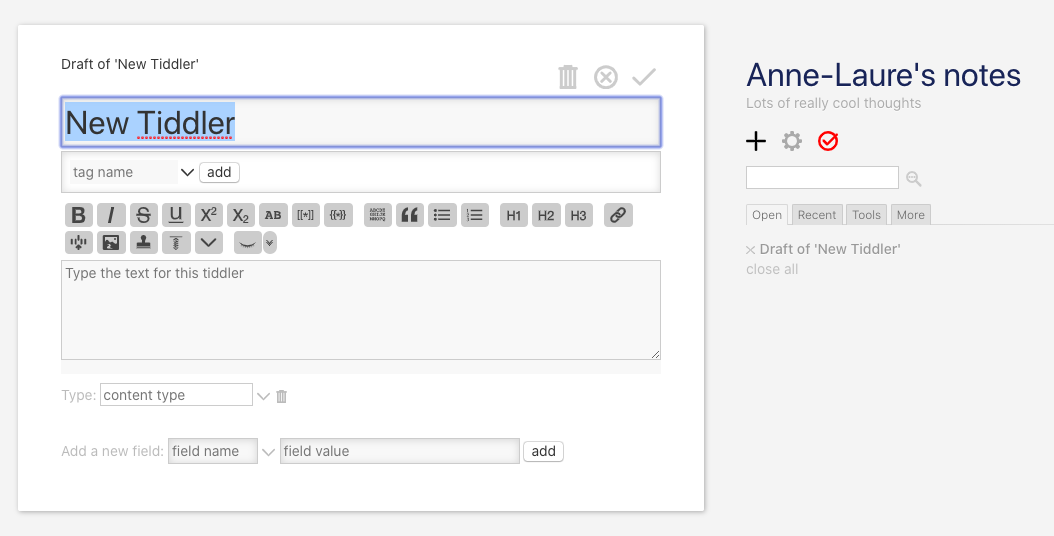 Draft of 'New Tiddler'
New Tiddler
tag name add
B I S U X² X₂ AB [[*]] {{*}} H1 H2 H3
Type the text for this tiddler
Type: content type
Add a new field: field name field value add
Anne-Laure's notes
Lots of really cool thoughts
Open Recent Tools More
Draft of 'New Tiddler'
close all